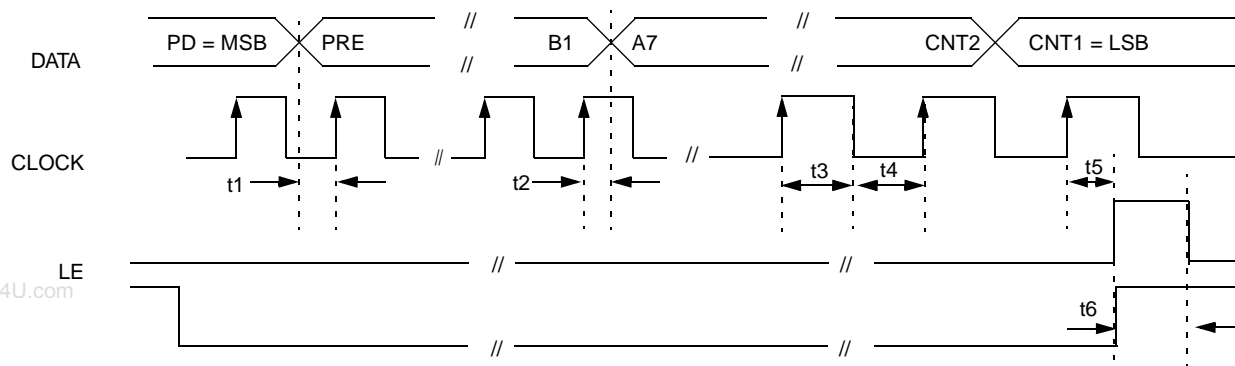 PD = MSB PRE // B1 A7 // CNT2 CNT1 = LSB
DATA // //
CLOCK // //
t1 t2 t3 t4 t5
LE // //
4U.com
t6
// //